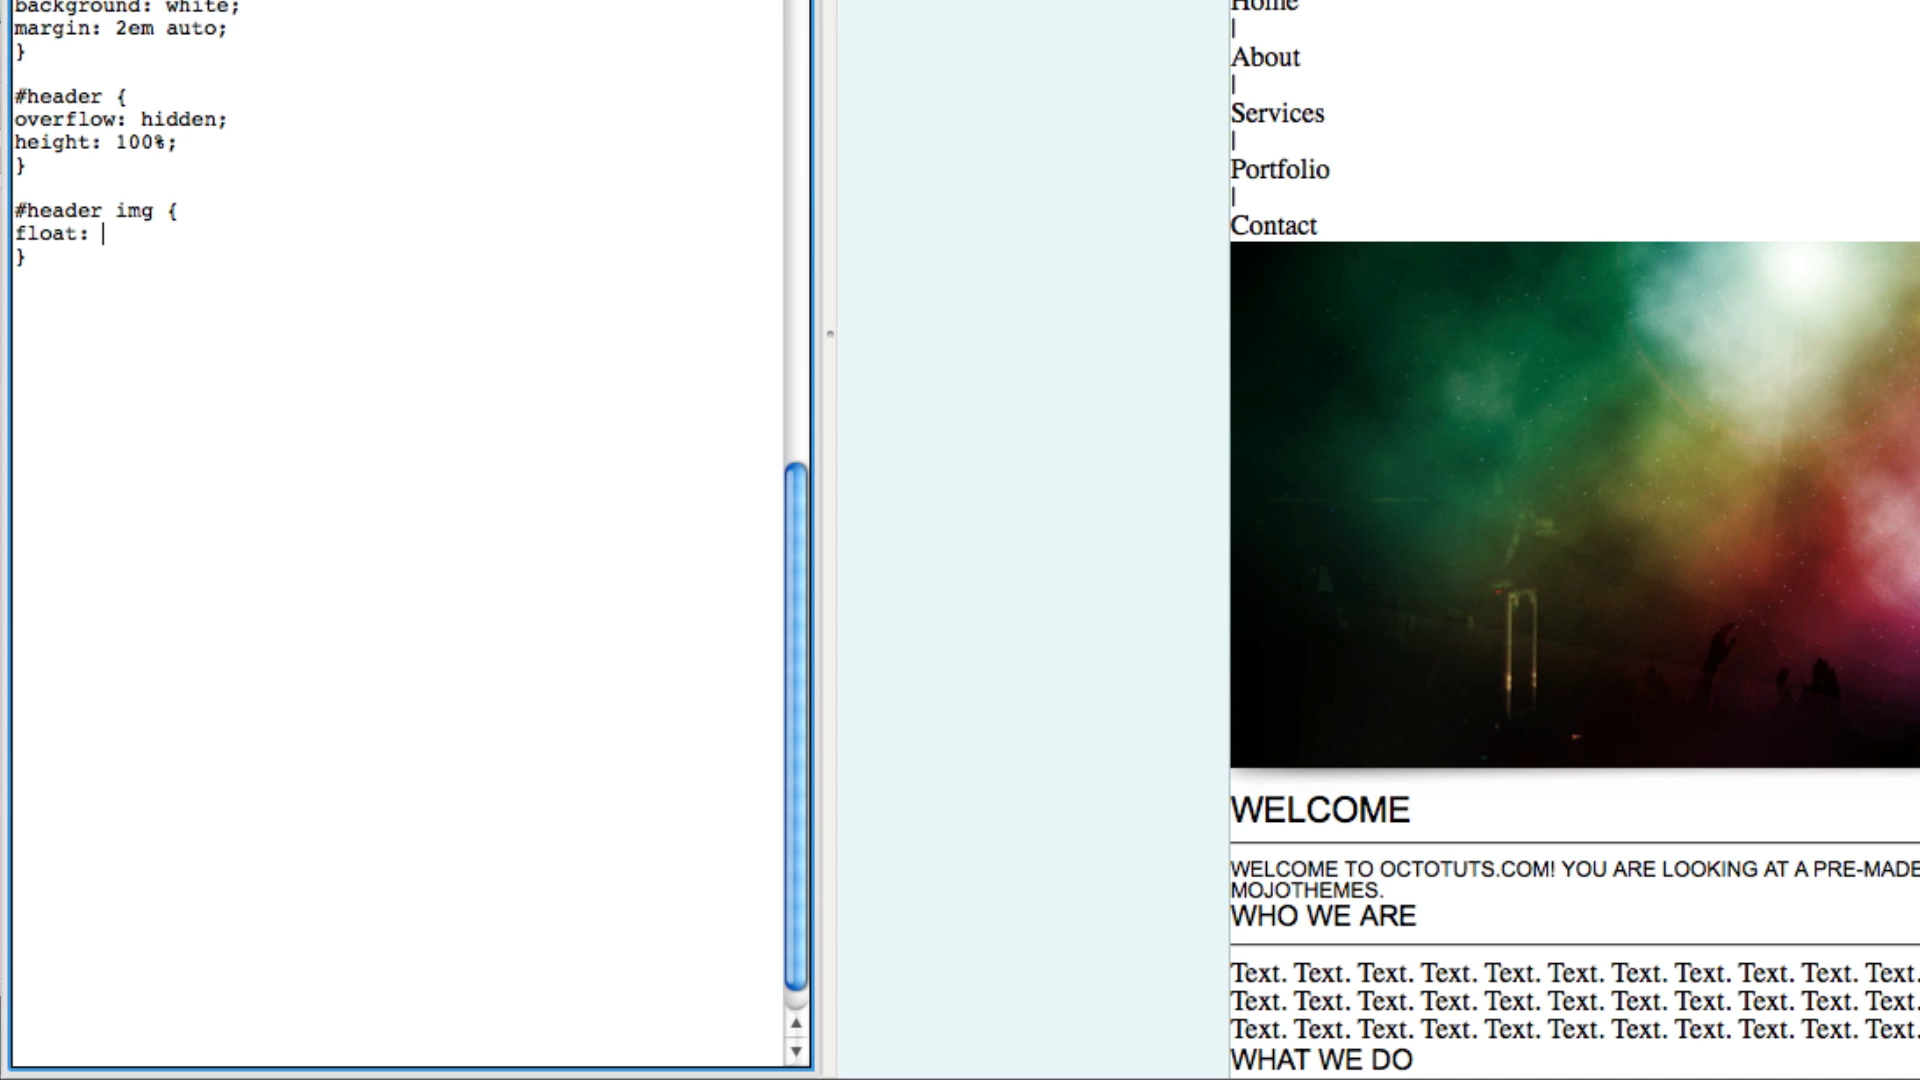 background: white;
margin: 2em auto;
}
#header {
overflow: hidden;
height: 100%;
}
#header img {
float:
}
Home
|
About
|
Services
|
Portfolio
|
Contact
WELCOME
WELCOME TO OCTOTUTS.COM! YOU ARE LOOKING AT A PRE-MADE
MOJOTHEMES.
WHO WE ARE
Text. Text. Text. Text. Text. Text. Text. Text. Text. Text. Text.
Text. Text. Text. Text. Text. Text. Text. Text. Text. Text. Text.
Text. Text. Text. Text. Text. Text. Text. Text. Text. Text. Text.
WHAT WE DO